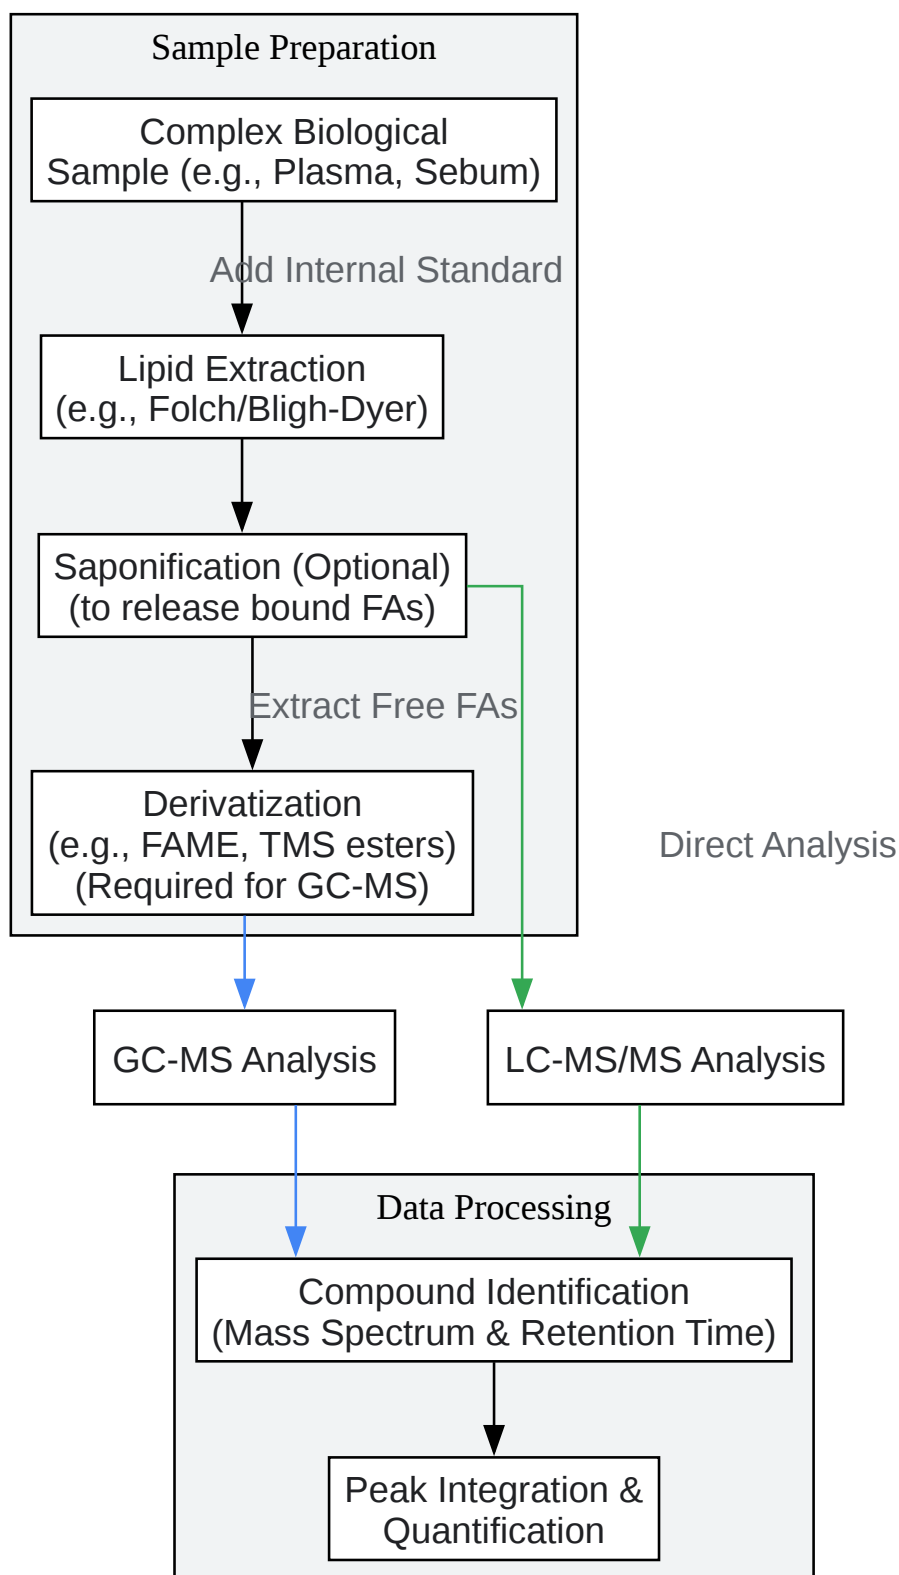 Sample Preparation
Complex Biological
Sample (e.g., Plasma, Sebum)
Add Internal Standard
Lipid Extraction
(e.g., Folch/Bligh-Dyer)
Saponification (Optional)
(to release bound FAs)
Extract Free FAs
Derivatization
(e.g., FAME, TMS esters)
(Required for GC-MS)
Direct Analysis
GC-MS Analysis
LC-MS/MS Analysis
Data Processing
Compound Identification
(Mass Spectrum & Retention Time)
Peak Integration &
Quantification